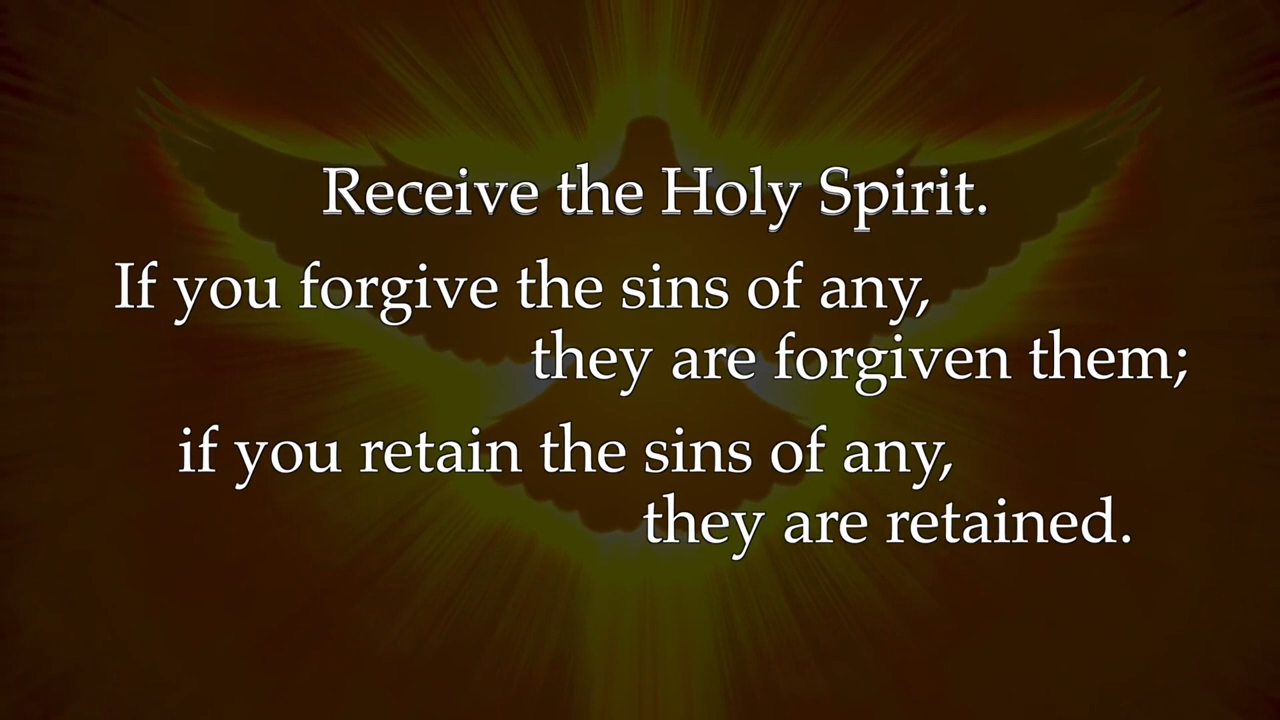 Receive the Holy Spirit.
If you forgive the sins of any,
they are forgiven them;
if you retain the sins of any,
they are retained.